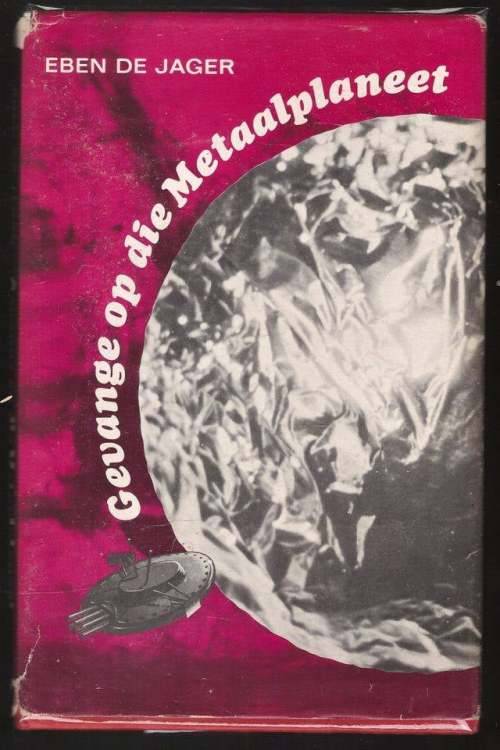 EBEN DE JAGER
Gevange op die Metaalplaneet